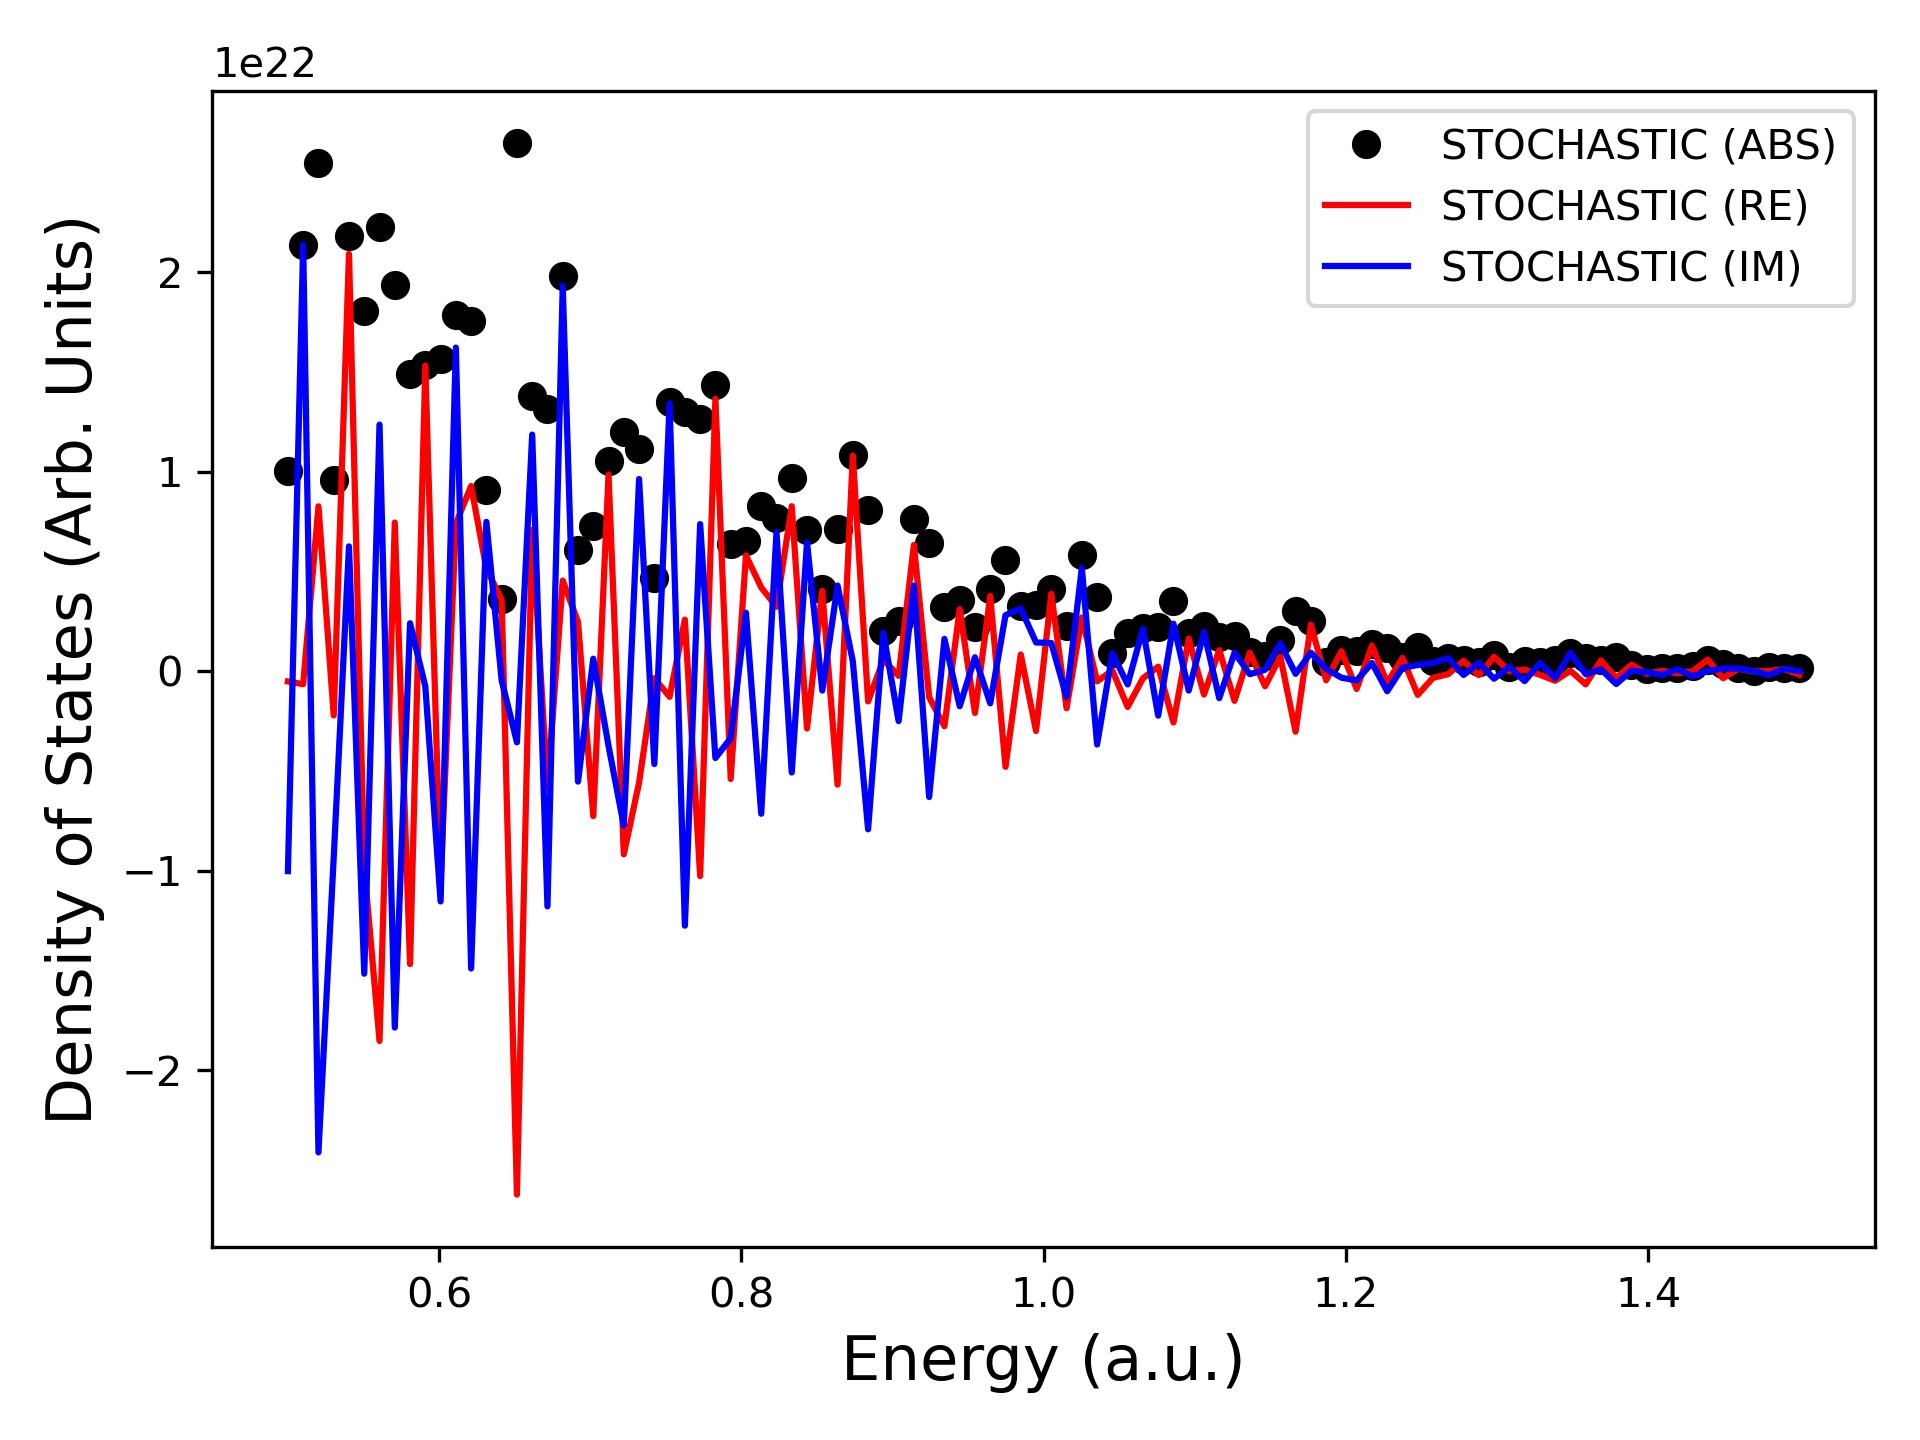 1e22
STOCHASTIC (ABS)
STOCHASTIC (RE)
STOCHASTIC (IM)
Density of States (Arb. Units)
2
1
0
−1
−2
0.6
0.8
1.0
1.2
1.4
Energy (a.u.)